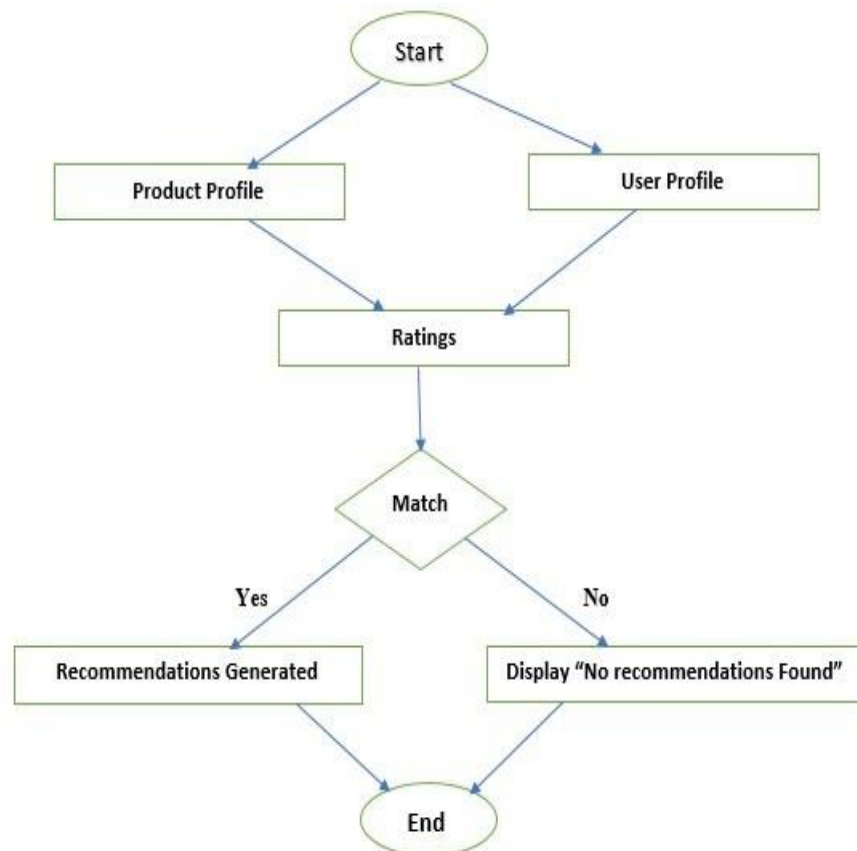 Start
Product Profile
User Profile
Ratings
Match
Yes
No
Recommendations Generated
Display “No recommendations Found”
End